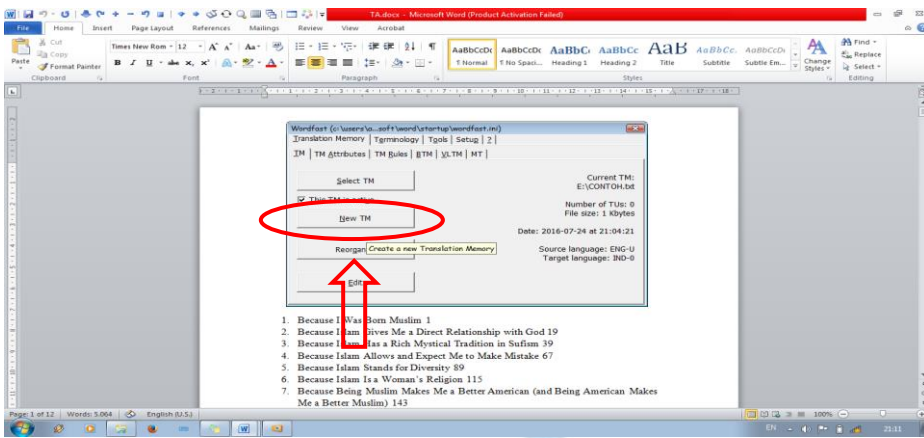 TA.docx - Microsoft Word (Product Activation Failed)
File Home Insert Page Layout References Mailings Review View Acrobat
Cut
Copy
Paste
Format Painter
Clipboard
Times New Rom 12
Font
Paragraph
AaBbCcDc AaBbCcDc AaBbC AaBbCc AaB AaBbCc. AaBbCcDi
¶ Normal ¶ No Spaci... Heading 1 Heading 2 Title Subtitle Subtle Em...
Change
Styles
Styles
Find
Replace
Select
Editing
Wordfast (c:\users\o...soft\word\startup\wordfast.ini)
Translation Memory | Terminology | Tools | Setup | ? |
TM | TM Attributes | TM Rules | BTM | VLTM | MT |
Select TM
This TM is active
New TM
Reorgan
Create a new Translation Memory
Edit
Current TM:
E:\CONTOH.txt
Number of TUs: 0
File size: 1 Kbytes
Date: 2016-07-24 at 21:04:21
Source language: ENG-U
Target language: IND-0
1. Because I Was Born Muslim 1
2. Because Islam Gives Me a Direct Relationship with God 19
3. Because Islam Has a Rich Mystical Tradition in Sufism 39
4. Because Islam Allows and Expect Me to Make Mistake 67
5. Because Islam Stands for Diversity 89
6. Because Islam Is a Woman's Religion 115
7. Because Being Muslim Makes Me a Better American (and Being American Makes
Me a Better Muslim) 143
Page: 1 of 12 Words: 5.064 English (U.S.) 100%
EN 21:11